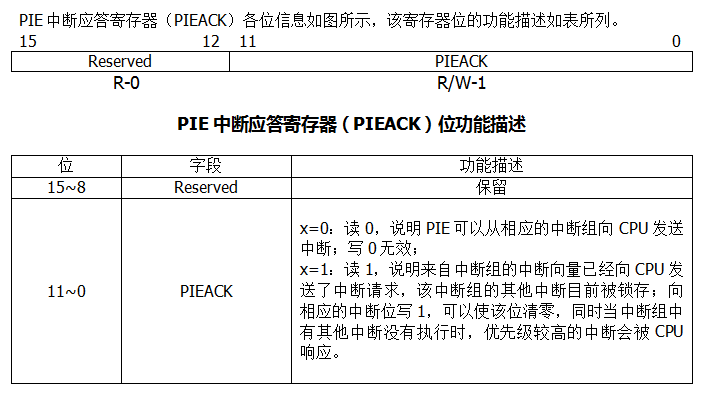 PIE 中断应答寄存器（PIEACK）各位信息如图所示，该寄存器位的功能描述如表所列。
15 12 11 0
Reserved PIEACK
R-0 R/W-1
PIE 中断应答寄存器（PIEACK）位功能描述
位 字段 功能描述
15~8 Reserved 保留
x=0：读 0，说明 PIE 可以从相应的中断组向 CPU 发送
中断；写 0 无效；
x=1：读 1，说明来自中断组的中断向量已经向 CPU 发
11~0 PIEACK 送了中断请求，该中断组的其他中断目前被锁存；向
相应的中断位写 1，可以使该位清零，同时当中断组中
有其他中断没有执行时，优先级较高的中断会被 CPU
响应。